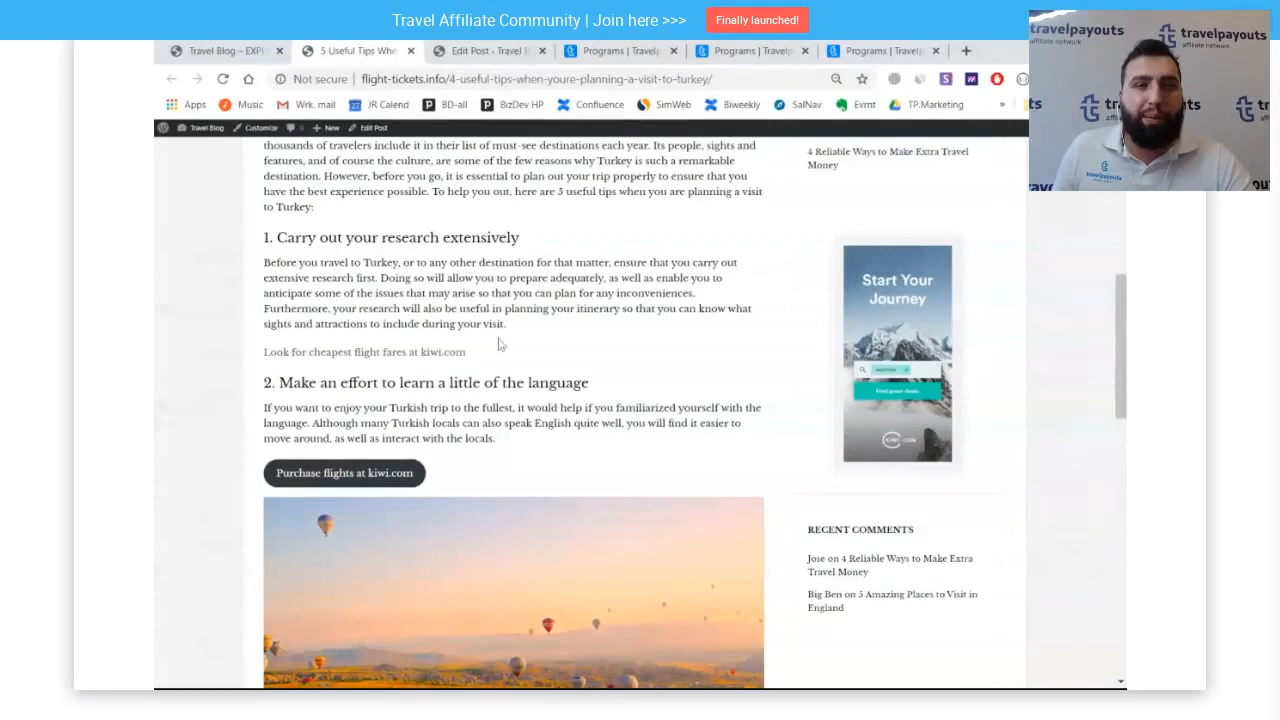 Travel Affiliate Community | Join here >>>
Finally launched!
travelpayouts
affiliate network
travelpayouts
affiliate network
travelpayouts
Travel Blog – EXPI
5 Useful Tips Whe
Edit Post ‹ Travel B
Programs | Travelp
Programs | Travelp
Programs | Travelp
Not secure | flight-tickets.info/4-useful-tips-when-youre-planning-a-visit-to-turkey/
Apps Music Wrk. mail JR Calend BD-all BizDev HP Confluence SimWeb Biweekly SalNav Evrnt TP.Marketing »
Travel Blog Customize 0 New Edit Post
thousands of travelers include it in their list of must-see destinations each year. Its people, sights and
features, and of course the culture, are some of the few reasons why Turkey is such a remarkable
destination. However, before you go, it is essential to plan out your trip properly to ensure that you
have the best experience possible. To help you out, here are 5 useful tips when you are planning a visit
to Turkey:
1. Carry out your research extensively
Before you travel to Turkey, or to any other destination for that matter, ensure that you carry out
extensive research first. Doing so will allow you to prepare adequately, as well as enable you to
anticipate some of the issues that may arise so that you can plan for any inconveniences.
Furthermore, your research will also be useful in planning your itinerary so that you can know what
sights and attractions to include during your visit.
Look for cheapest flight fares at kiwi.com
2. Make an effort to learn a little of the language
If you want to enjoy your Turkish trip to the fullest, it would help if you familiarized yourself with the
language. Although many Turkish locals can also speak English quite well, you will find it easier to
move around, as well as interact with the locals.
Purchase flights at kiwi.com
4 Reliable Ways to Make Extra Travel
Money
Start Your
Journey
Find great deals
KIWI.COM
RECENT COMMENTS
Jose on 4 Reliable Ways to Make Extra
Travel Money
Big Ben on 5 Amazing Places to Visit in
England